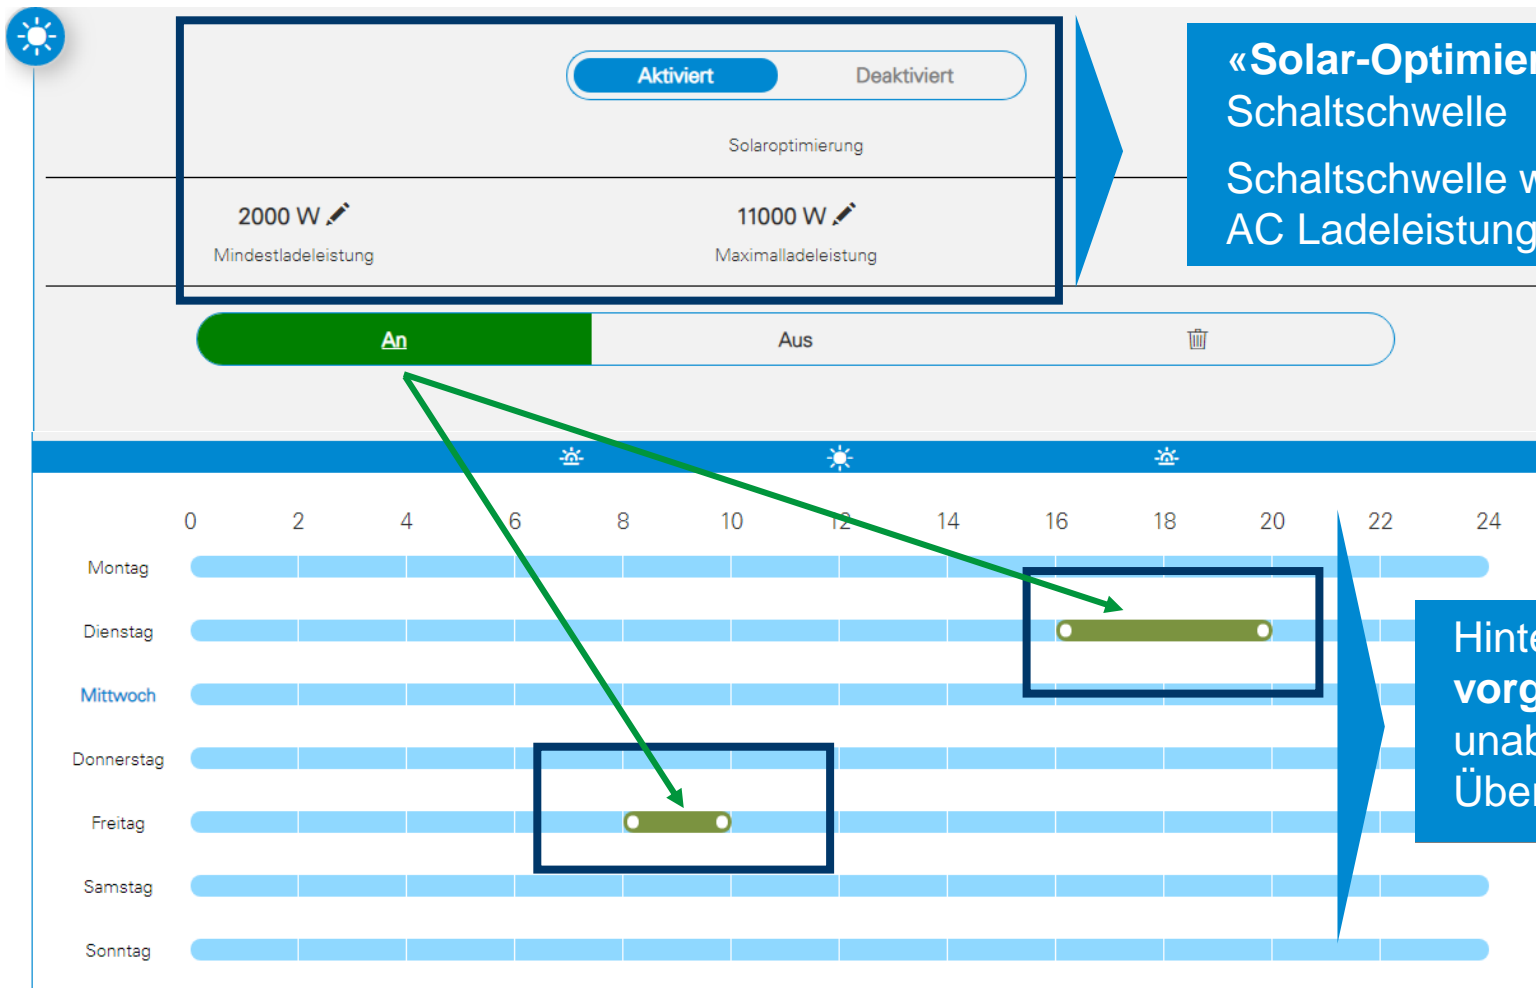 Aktiviert Deaktiviert
Solaroptimierung
2000 W 11000 W
Mindestladeleistung Maximalladeleistung
An Aus
«Solar-Optimier
Schaltschwelle
Schaltschwelle w
AC Ladeleistung
0 2 4 6 8 10 12 14 16 18 20 22 24
Montag
Dienstag
Mittwoch
Donnerstag
Freitag
Samstag
Sonntag
Hinte
vorg
unab
Über